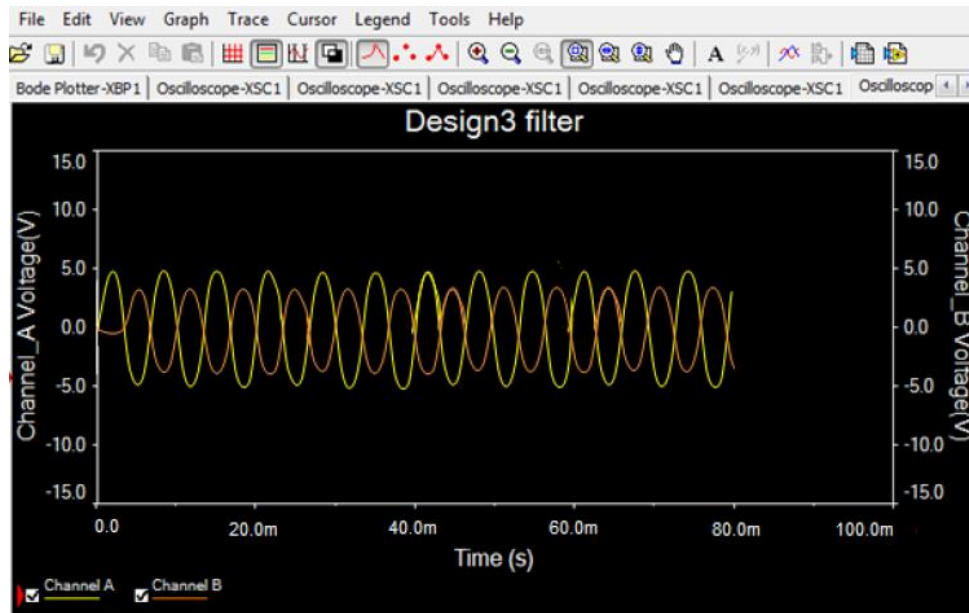 File Edit View Graph Trace Cursor Legend Tools Help
A
Bode Plotter-XBP1 Oscilloscope-XSC1 Oscilloscope-XSC1 Oscilloscope-XSC1 Oscilloscope-XSC1 Oscilloscope-XSC1 Oscilloscop
Design3 filter
Channel_A Voltage(V)
15.0
10.0
5.0
0.0
-5.0
-10.0
-15.0
15.0
10.0
5.0
0.0
-5.0
-10.0
-15.0
Channel_B Voltage(V)
0.0 20.0m 40.0m 60.0m 80.0m 100.0m
Time (s)
Channel A Channel B